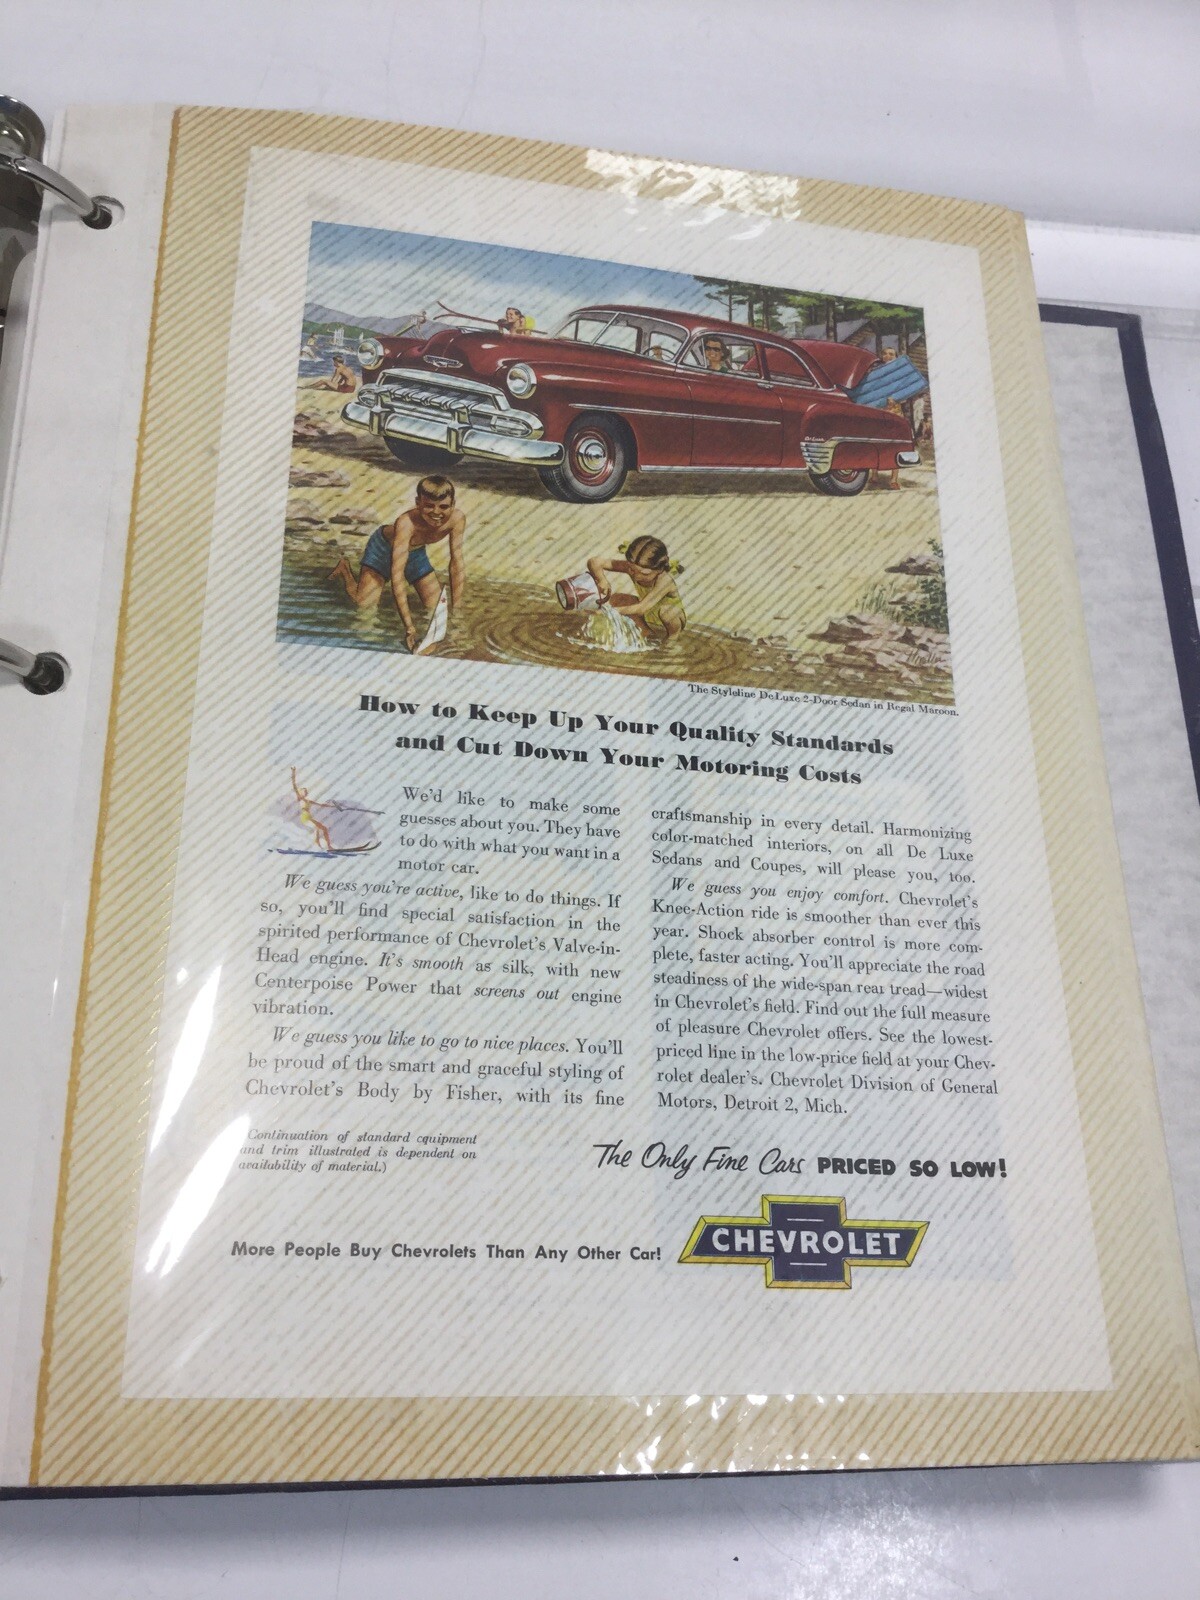 De Luxe
The Styleline De Luxe 2-Door Sedan in Regal Maroon.
How to Keep Up Your Quality Standards
and Cut Down Your Motoring Costs
We'd like to make some
guesses about you. They have
to do with what you want in a
motor car.
We guess you're active, like to do things. If
so, you'll find special satisfaction in the
spirited performance of Chevrolet's Valve-in-
Head engine. It's smooth as silk, with new
Centerpoise Power that screens out engine
vibration.
We guess you like to go to nice places. You'll
be proud of the smart and graceful styling of
Chevrolet's Body by Fisher, with its fine
craftsmanship in every detail. Harmonizing
color-matched interiors, on all De Luxe
Sedans and Coupes, will please you, too.
We guess you enjoy comfort. Chevrolet's
Knee-Action ride is smoother than ever this
year. Shock absorber control is more com-
plete, faster acting. You'll appreciate the road
steadiness of the wide-span rear tread—widest
in Chevrolet's field. Find out the full measure
of pleasure Chevrolet offers. See the lowest-
priced line in the low-price field at your Chev-
rolet dealer's. Chevrolet Division of General
Motors, Detroit 2, Mich.
(Continuation of standard equipment
and trim illustrated is dependent on
availability of material.)
The Only Fine Cars PRICED SO LOW!
More People Buy Chevrolets Than Any Other Car!
CHEVROLET